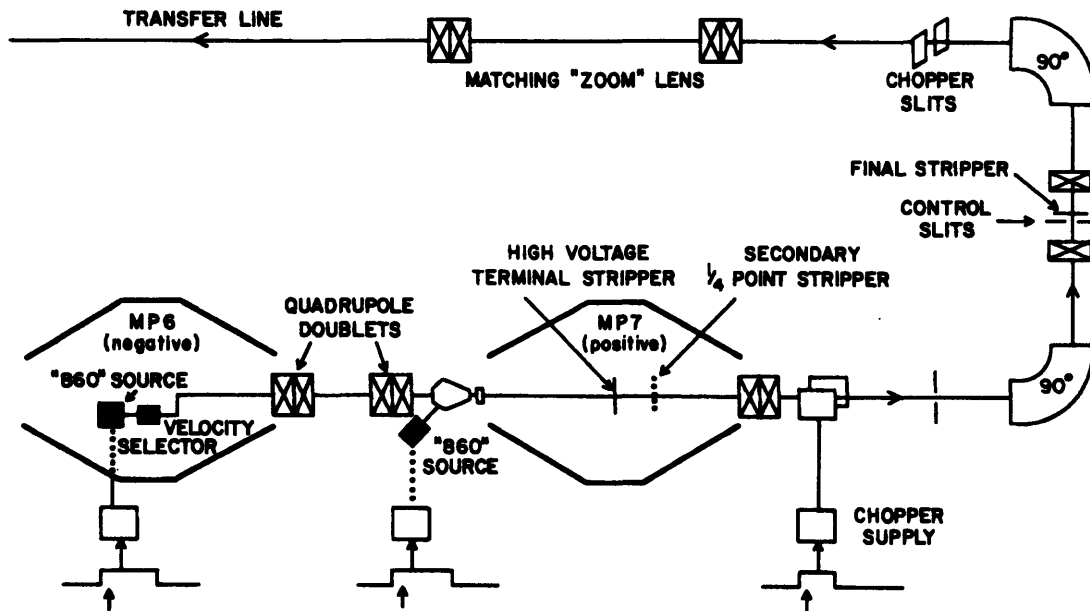 TRANSFER LINE
MATCHING "ZOOM" LENS
CHOPPER
SLITS
90°
FINAL STRIPPER
CONTROL
SLITS
HIGH VOLTAGE
TERMINAL STRIPPER
SECONDARY
1/4 POINT STRIPPER
QUADRUPOLE
DOUBLETS
MP6
(negative)
MP7
(positive)
"860" SOURCE
VELOCITY
SELECTOR
"860"
SOURCE
90°
CHOPPER
SUPPLY